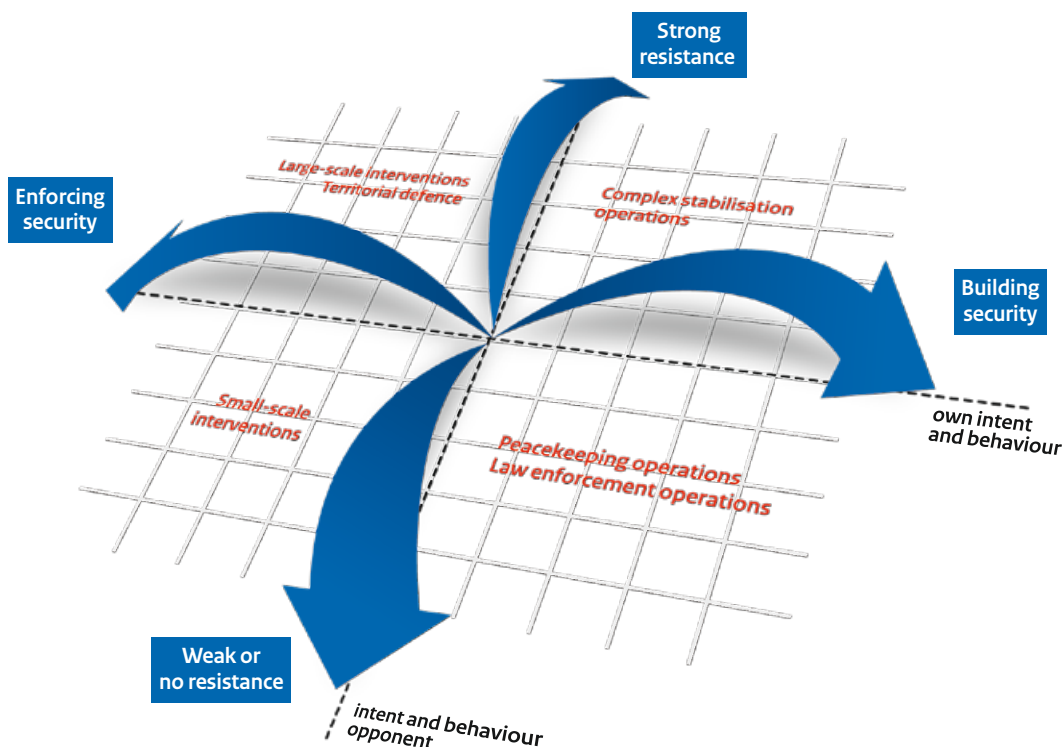 Strong
resistance
Large-scale interventions
Territorial defence
Complex stabilisation
operations
Enforcing
security
Building
security
own intent
and behaviour
Small-scale
interventions
Peacekeeping operations
Law enforcement operations
Weak or
no resistance
intent and behaviour
opponent